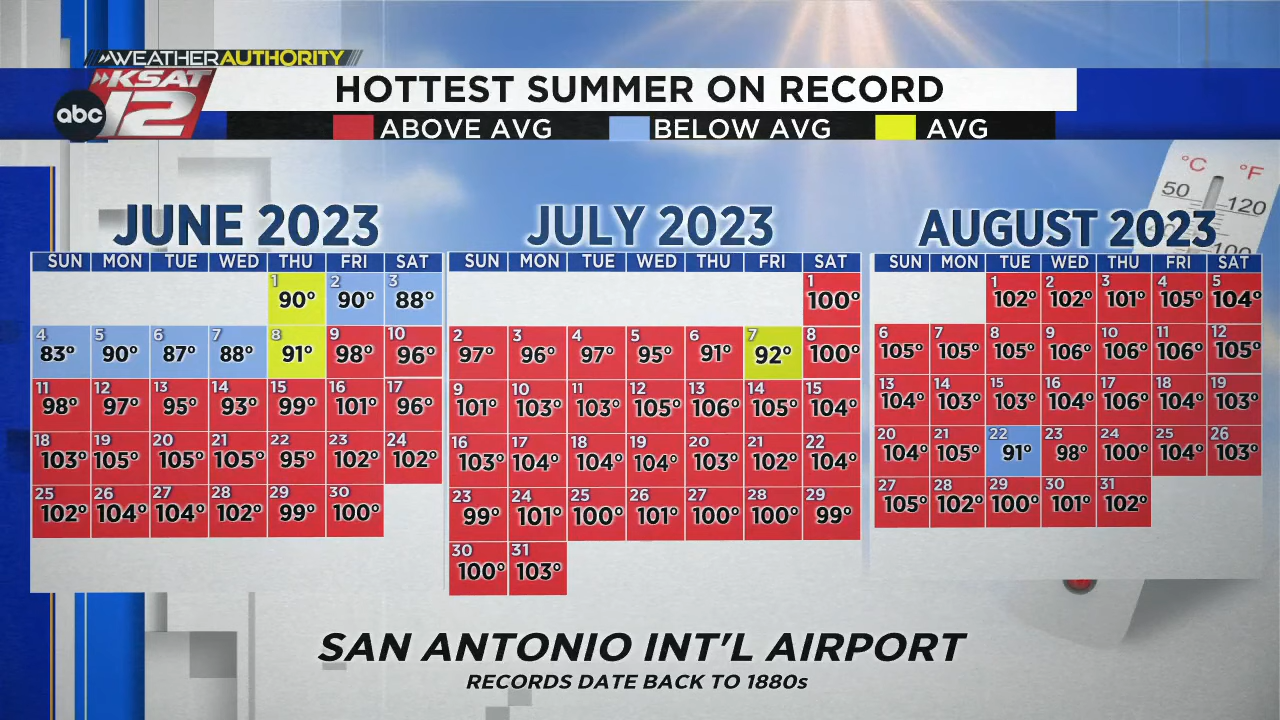 WEATHERAUTHORITY
KSAT
abc 12
HOTTEST SUMMER ON RECORD
ABOVE AVG BELOW AVG AVG
°C °F
50 120
100
JUNE 2023
SUN MON TUE WED THU FRI SAT
1 90° 2 90° 3 88°
4 83° 5 90° 6 87° 7 88° 8 91° 9 98° 10 96°
11 98° 12 97° 13 95° 14 93° 15 99° 16 101° 17 96°
18 103° 19 105° 20 105° 21 105° 22 95° 23 102° 24 102°
25 102° 26 104° 27 104° 28 102° 29 99° 30 100°
JULY 2023
SUN MON TUE WED THU FRI SAT
1 100°
2 97° 3 96° 4 97° 5 95° 6 91° 7 92° 8 100°
9 101° 10 103° 11 103° 12 105° 13 106° 14 105° 15 104°
16 103° 17 104° 18 104° 19 104° 20 103° 21 102° 22 104°
23 99° 24 101° 25 100° 26 101° 27 100° 28 100° 29 99°
30 100° 31 103°
AUGUST 2023
SUN MON TUE WED THU FRI SAT
1 102° 2 102° 3 101° 4 105° 5 104°
6 105° 7 105° 8 105° 9 106° 10 106° 11 106° 12 105°
13 104° 14 103° 15 103° 16 104° 17 106° 18 104° 19 103°
20 104° 21 105° 22 91° 23 98° 24 100° 25 104° 26 103°
27 105° 28 102° 29 100° 30 101° 31 102°
SAN ANTONIO INT'L AIRPORT
RECORDS DATE BACK TO 1880s